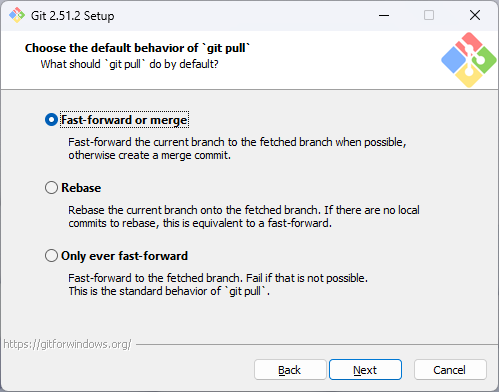 Git 2.51.2 Setup
Choose the default behavior of `git pull`
What should `git pull` do by default?
Fast-forward or merge
Fast-forward the current branch to the fetched branch when possible,
otherwise create a merge commit.
Rebase
Rebase the current branch onto the fetched branch. If there are no local
commits to rebase, this is equivalent to a fast-forward.
Only ever fast-forward
Fast-forward to the fetched branch. Fail if that is not possible.
This is the standard behavior of `git pull`.
https://gitforwindows.org/
Back
Next
Cancel